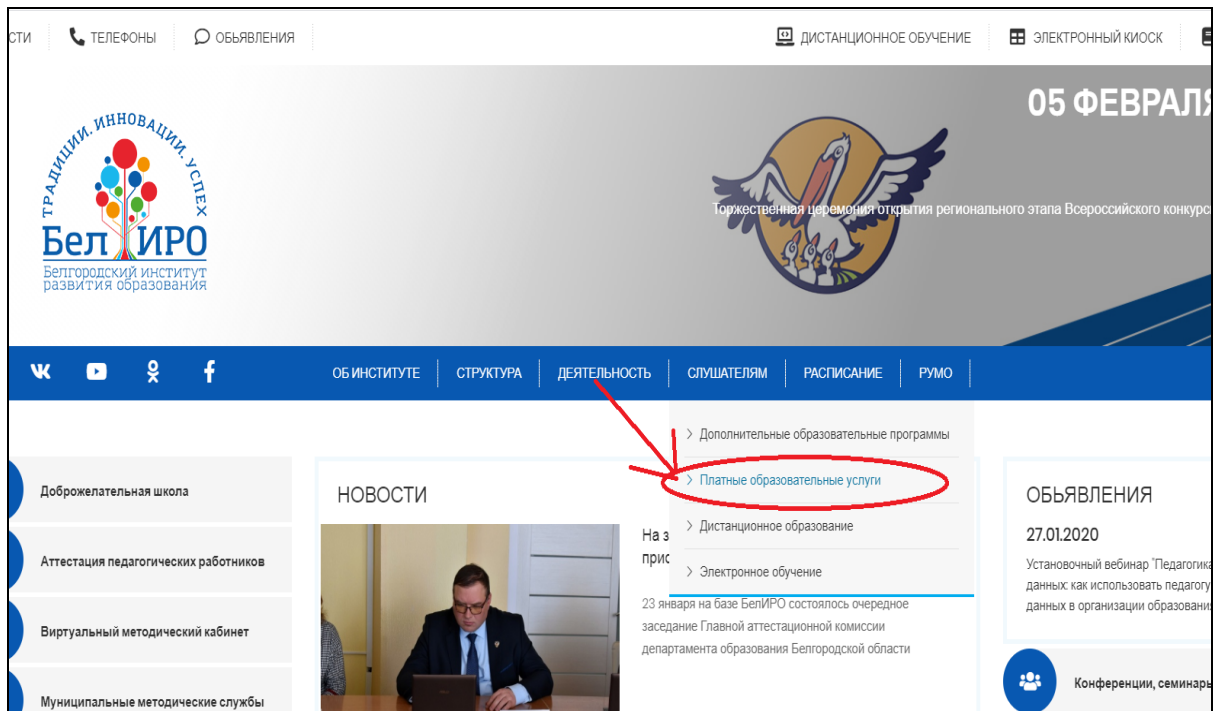 СТИ
ТЕЛЕФОНЫ
ОБЬЯВЛЕНИЯ
ДИСТАНЦИОННОЕ ОБУЧЕНИЕ
ЭЛЕКТРОННЫЙ КИОСК
ТРАДИЦИИ. ИННОВАЦИИ. УСПЕХ
БелИРО
Белгородский институт
развития образования
05 ФЕВРАЛЯ
Торжественная церемония открытия регионального этапа Всероссийского конкурс
ОБ ИНСТИТУТЕ
СТРУКТУРА
ДЕЯТЕЛЬНОСТЬ
СЛУШАТЕЛЯМ
РАСПИСАНИЕ
РУМО
Дополнительные образовательные программы
Платные образовательные услуги
Дистанционное образование
Электронное обучение
Доброжелательная школа
Аттестация педагогических работников
Виртуальный методический кабинет
Муниципальные методические службы
НОВОСТИ
На з
прис
23 января на базе БелИРО состоялось очередное
заседание Главной аттестационной комиссии
департамента образования Белгородской области
ОБЬЯВЛЕНИЯ
27.01.2020
Установочный вебинар "Педагогика
данных: как использовать педагогу
данных в организации образовани
Конференции, семинары